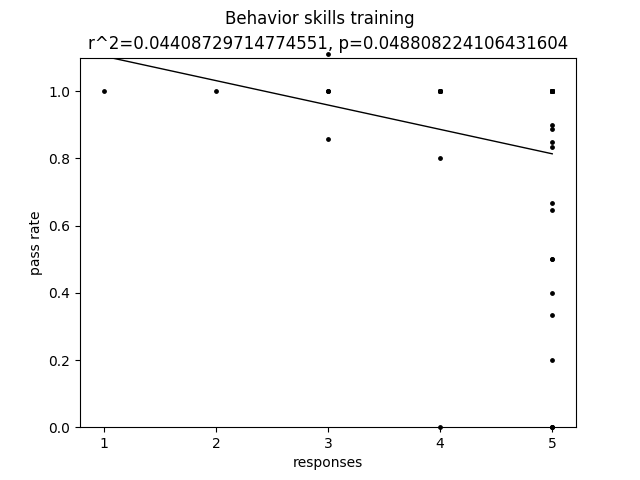 Behavior skills training
r^2=0.04408729714774551, p=0.048808224106431604
1.0
0.8
0.6
0.4
0.2
0.0
pass rate
1 2 3 4 5
responses